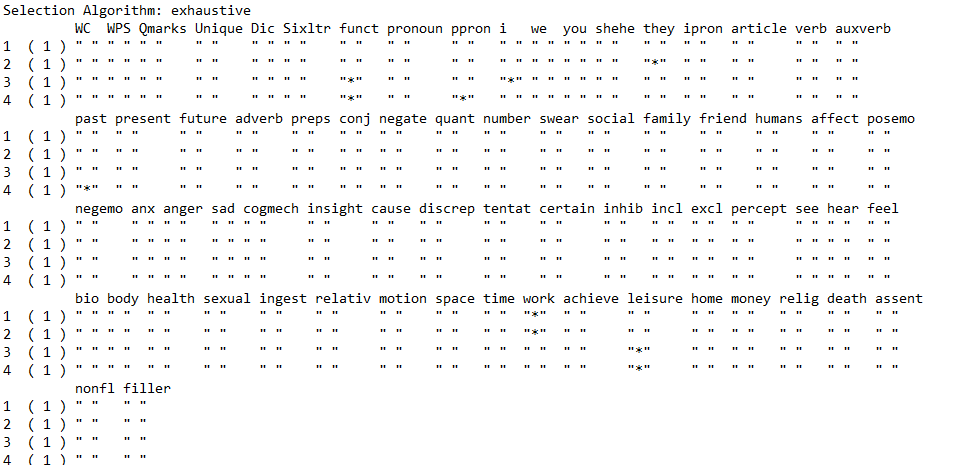 Selection Algorithm: exhaustive
WC WPS Qmarks Unique Dic Sixltr funct pronoun ppron i we you shehe they ipron article verb auxverb
1 ( 1 ) " " " " " " " " " " " " " " " " " " " " " " " " " " " " " " " " " " " "
2 ( 1 ) " " " " " " " " " " " " " " " " " " " " " " " " " " "*" " " " " " " " "
3 ( 1 ) " " " " " " " " " " " " "*" " " " " "*" " " " " " " " " " " " " " " " "
4 ( 1 ) " " " " " " " " " " " " "*" " " "*" " " " " " " " " " " " " " " " " " "
past present future adverb preps conj negate quant number swear social family friend humans affect posemo
1 ( 1 ) " " " " " " " " " " " " " " " " " " " " " " " " " " " " " " " "
2 ( 1 ) " " " " " " " " " " " " " " " " " " " " " " " " " " " " " " " "
3 ( 1 ) " " " " " " " " " " " " " " " " " " " " " " " " " " " " " " " "
4 ( 1 ) "*" " " " " " " " " " " " " " " " " " " " " " " " " " " " " " "
negemo anx anger sad cogmech insight cause discrep tentat certain inhib incl excl percept see hear feel
1 ( 1 ) " " " " " " " " " " " " " " " " " " " " " " " " " " " " " " " " " "
2 ( 1 ) " " " " " " " " " " " " " " " " " " " " " " " " " " " " " " " " " "
3 ( 1 ) " " " " " " " " " " " " " " " " " " " " " " " " " " " " " " " " " "
4 ( 1 ) " " " " " " " " " " " " " " " " " " " " " " " " " " " " " " " " " "
bio body health sexual ingest relativ motion space time work achieve leisure home money relig death assent
1 ( 1 ) " " " " " " " " " " " " " " " " " " "*" " " " " " " " " " " " " " "
2 ( 1 ) " " " " " " " " " " " " " " " " " " "*" " " " " " " " " " " " " " "
3 ( 1 ) " " " " " " " " " " " " " " " " " " " " " " "*" " " " " " " " " " "
4 ( 1 ) " " " " " " " " " " " " " " " " " " " " " " "*" " " " " " " " " " "
nonfl filler
1 ( 1 ) " " " "
2 ( 1 ) " " " "
3 ( 1 ) " " " "
4 ( 1 ) " " " "